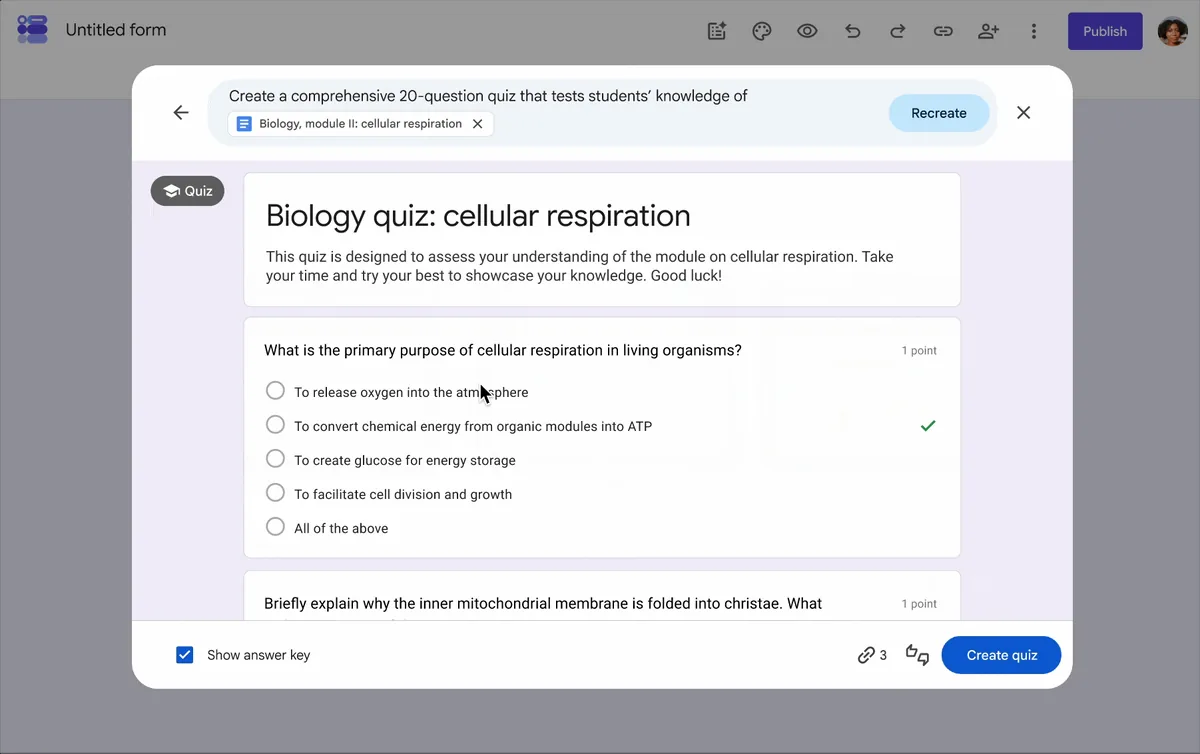 Untitled form
Publish
Create a comprehensive 20-question quiz that tests students’ knowledge of
Biology, module II: cellular respiration
Recreate
Quiz
Biology quiz: cellular respiration
This quiz is designed to assess your understanding of the module on cellular respiration. Take
your time and try your best to showcase your knowledge. Good luck!
What is the primary purpose of cellular respiration in living organisms?
1 point
To release oxygen into the atmosphere
To convert chemical energy from organic modules into ATP
To create glucose for energy storage
To facilitate cell division and growth
All of the above
Briefly explain why the inner mitochondrial membrane is folded into christae. What
1 point
Show answer key
3
Create quiz